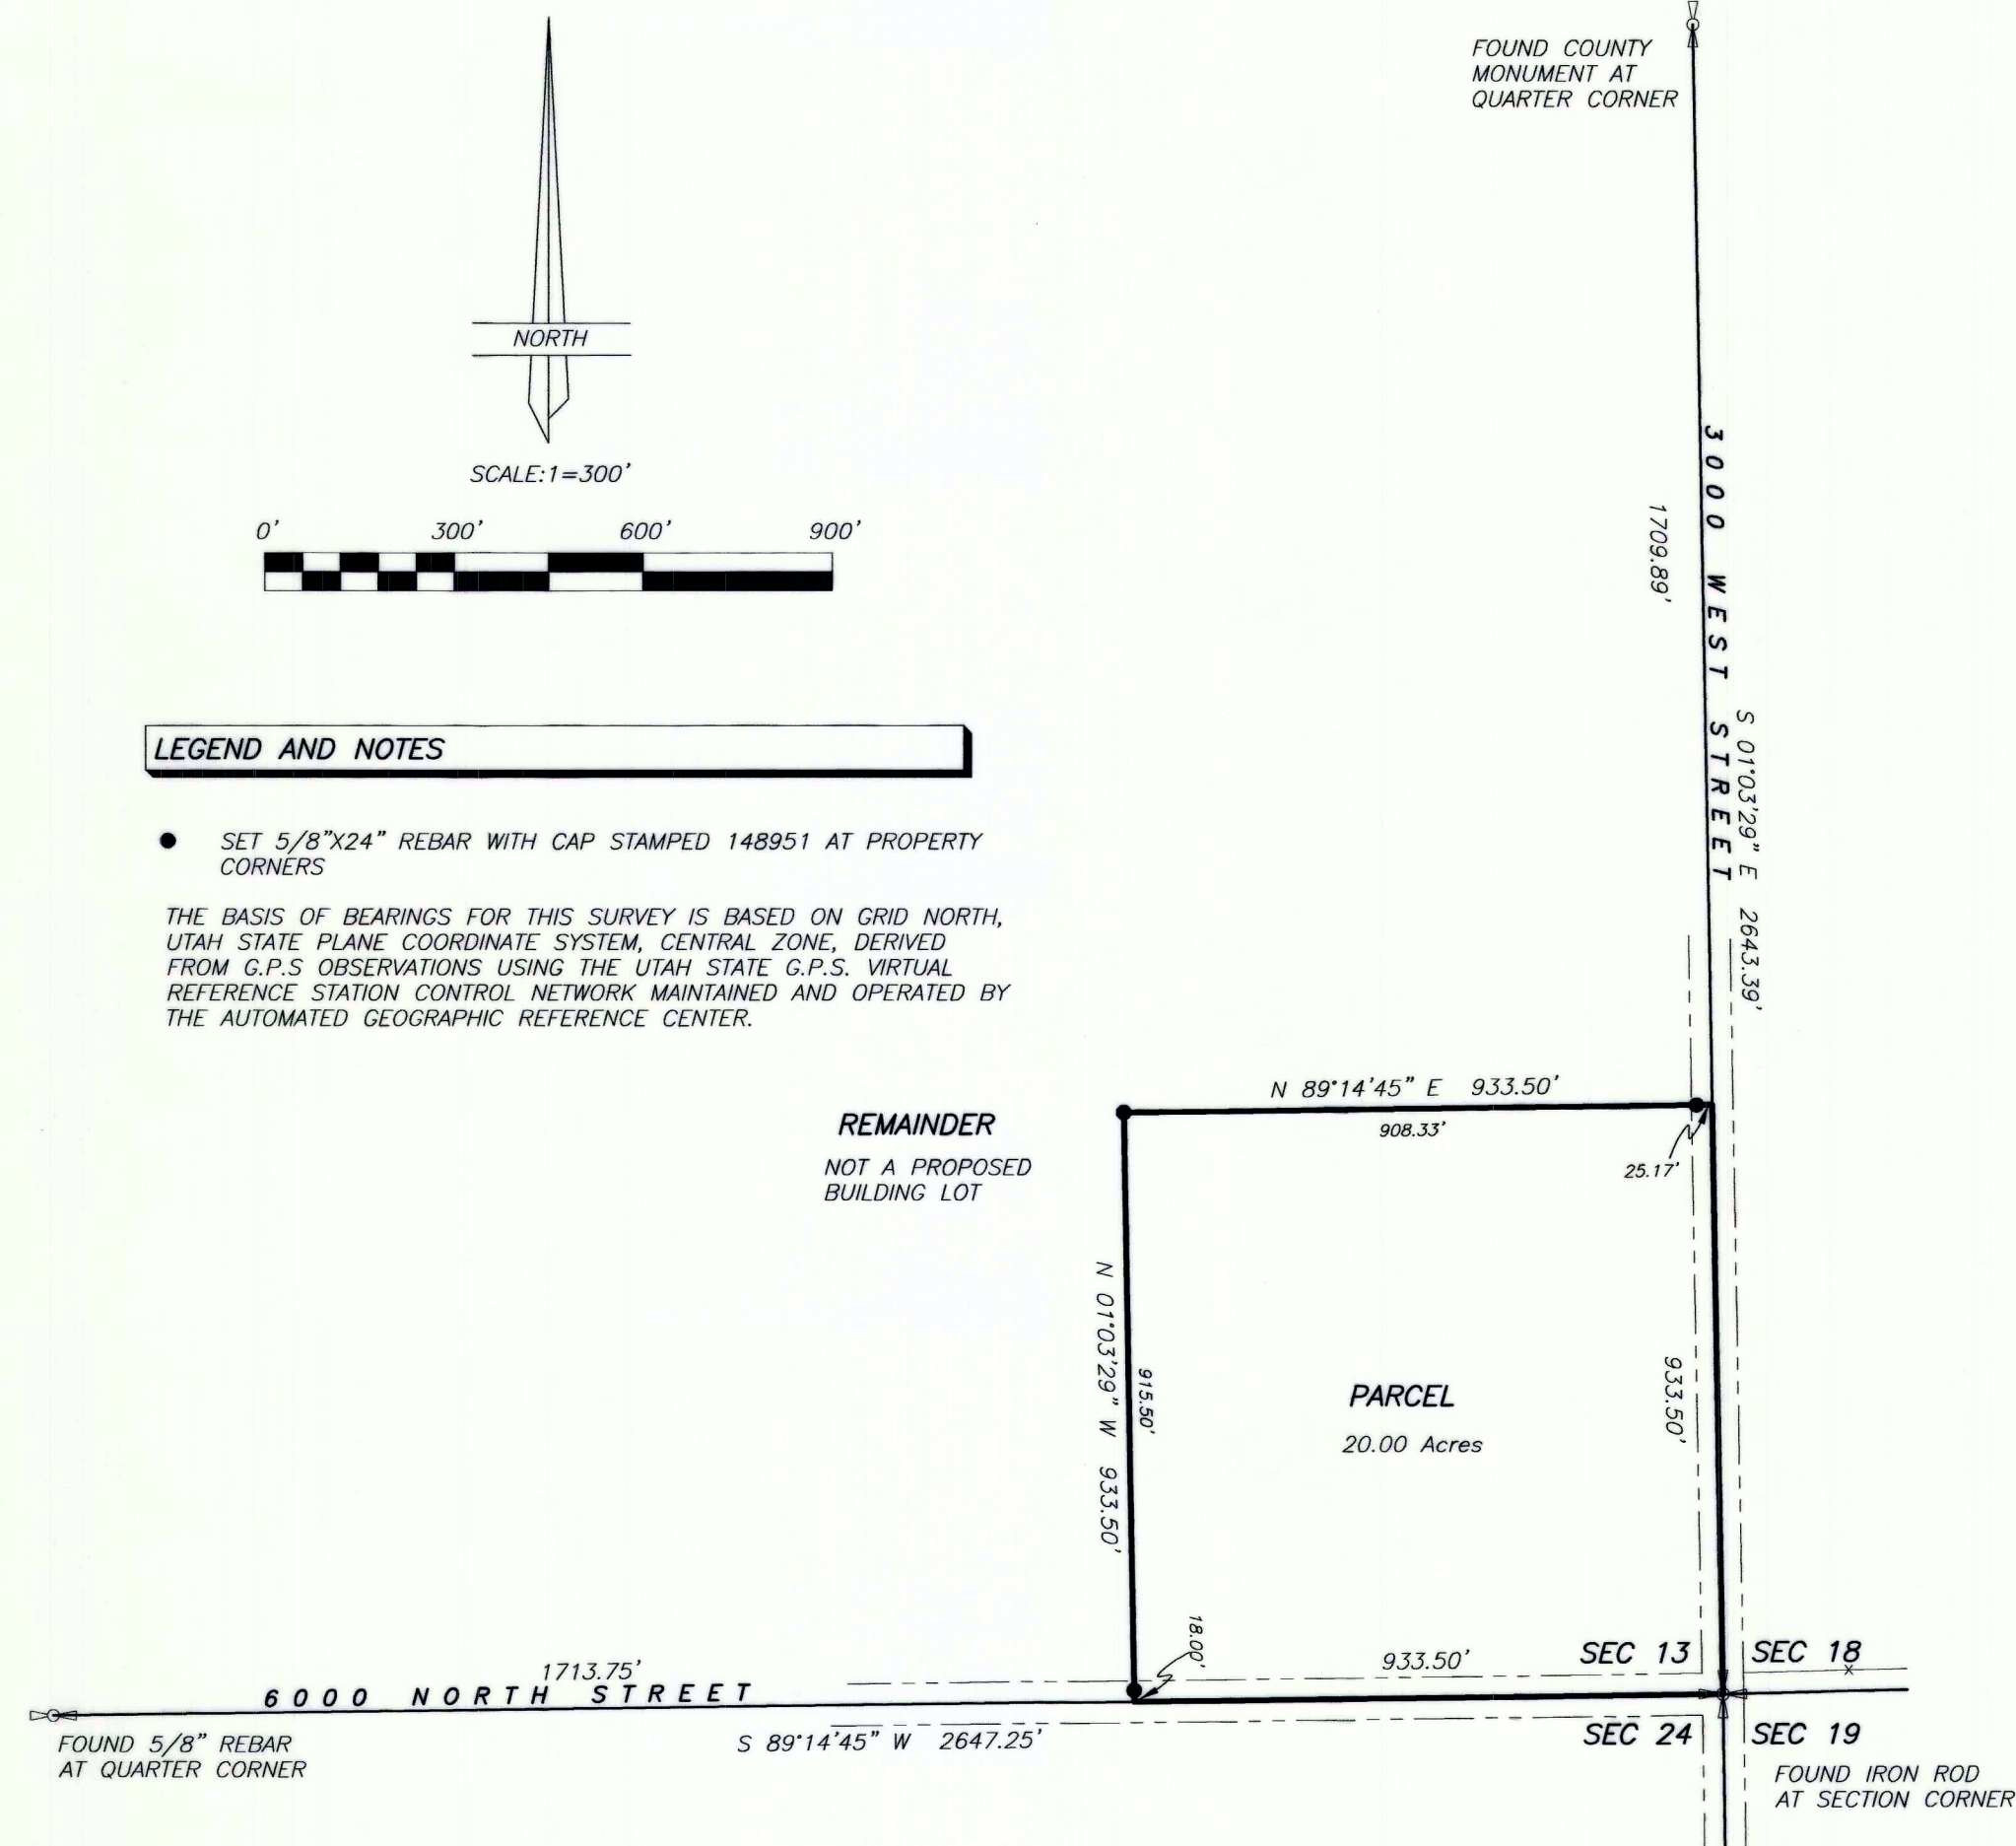 FOUND COUNTY
MONUMENT AT
QUARTER CORNER
NORTH
SCALE:1=300'
0' 300' 600' 900'
3000 WEST STREET
1709.89'
S 01°03'29" E 2643.39'
LEGEND AND NOTES
SET 5/8"X24" REBAR WITH CAP STAMPED 148951 AT PROPERTY
CORNERS
THE BASIS OF BEARINGS FOR THIS SURVEY IS BASED ON GRID NORTH,
UTAH STATE PLANE COORDINATE SYSTEM, CENTRAL ZONE, DERIVED
FROM G.P.S OBSERVATIONS USING THE UTAH STATE G.P.S. VIRTUAL
REFERENCE STATION CONTROL NETWORK MAINTAINED AND OPERATED BY
THE AUTOMATED GEOGRAPHIC REFERENCE CENTER.
N 89°14'45" E 933.50'
908.33'
25.17'
REMAINDER
NOT A PROPOSED
BUILDING LOT
N 01°03'29" W 933.50'
915.50'
PARCEL
20.00 Acres
933.50'
18.00'
933.50'
SEC 13
SEC 18
1713.75'
6000 NORTH STREET
S 89°14'45" W 2647.25'
SEC 24
SEC 19
FOUND 5/8" REBAR
AT QUARTER CORNER
FOUND IRON ROD
AT SECTION CORNER